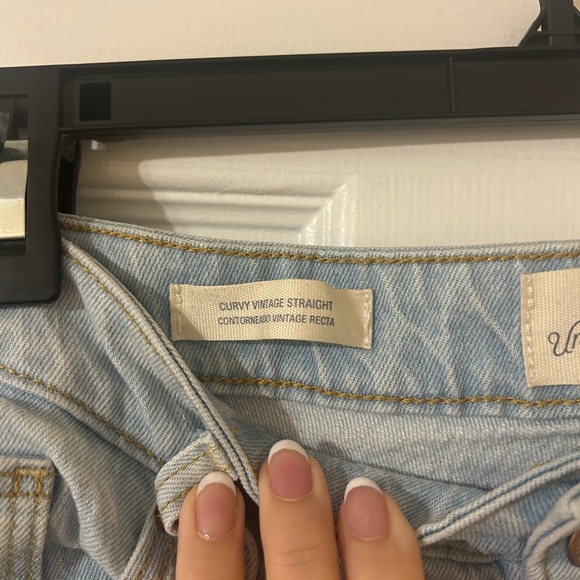 CURVY VINTAGE STRAIGHT
CONTORNEADO VINTAGE RECTA